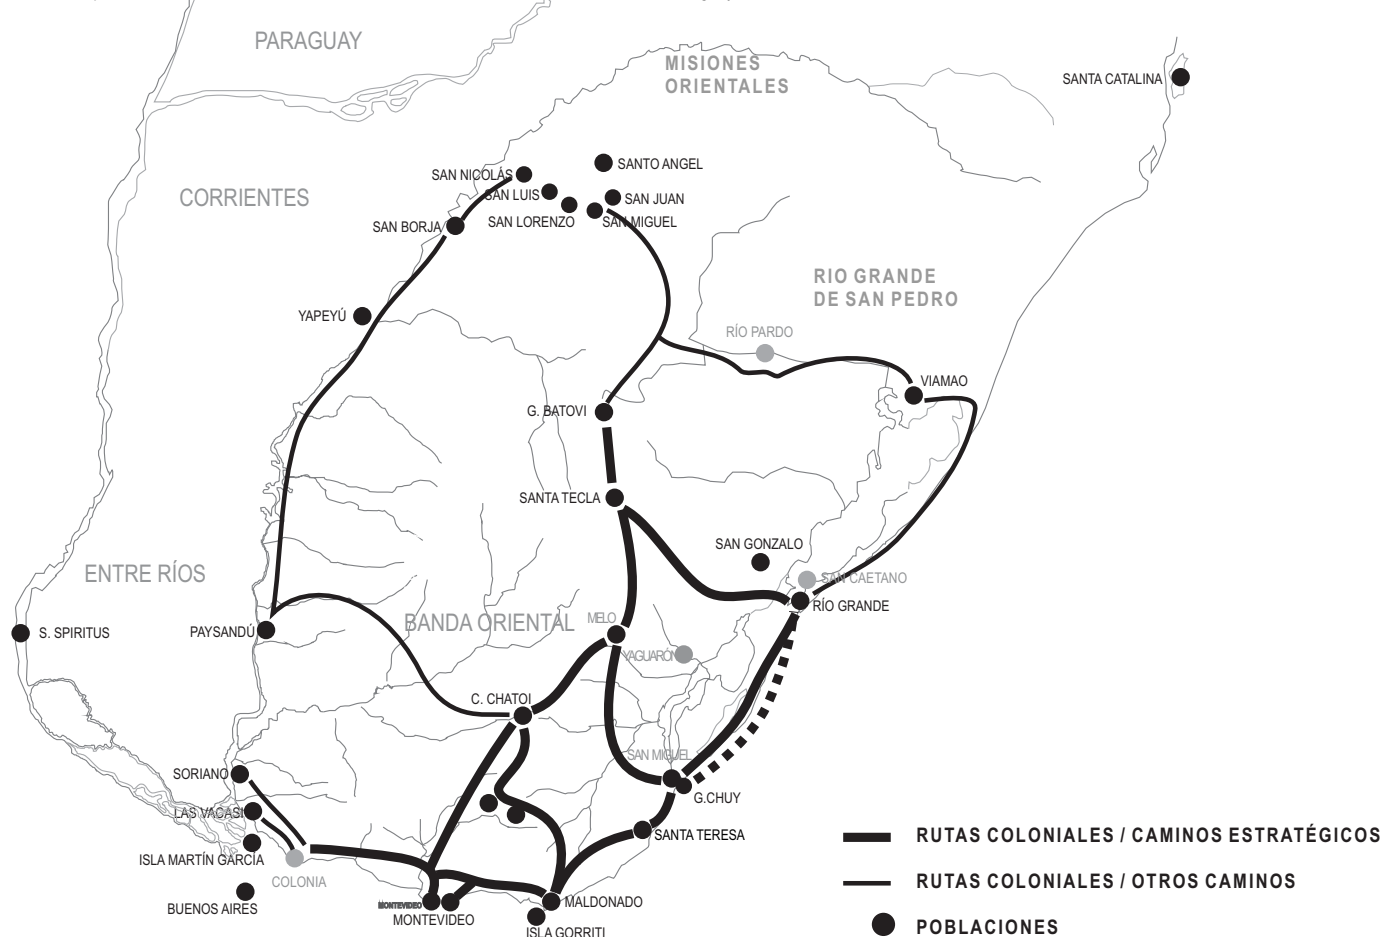 PARAGUAY
MISIONES
ORIENTALES
SANTA CATALINA
SANTO ANGEL
SAN NICOLÁS
CORRIENTES
SAN LUIS
SAN JUAN
SAN LORENZO
SAN MIGUEL
SAN BORJA
RIO GRANDE
DE SAN PEDRO
YAPEYÚ
RÍO PARDO
VIAMAO
G. BATOVI
SANTA TECLA
SAN GONZALO
ENTRE RÍOS
SAN CAETANO
RÍO GRANDE
BANDA ORIENTAL
MELO
S. SPIRITUS
PAYSANDÚ
YAGUARÓN
C. CHATOI
SAN MIGUEL
SORIANO
G.CHUY
LAS VACAS
SANTA TERESA
RUTAS COLONIALES / CAMINOS ESTRATÉGICOS
ISLA MARTÍN GARCÍA
COLONIA
RUTAS COLONIALES / OTROS CAMINOS
BUENOS AIRES
MONTEVIDEO
MONTEVIDEO
MALDONADO
ISLA GORRITI
POBLACIONES